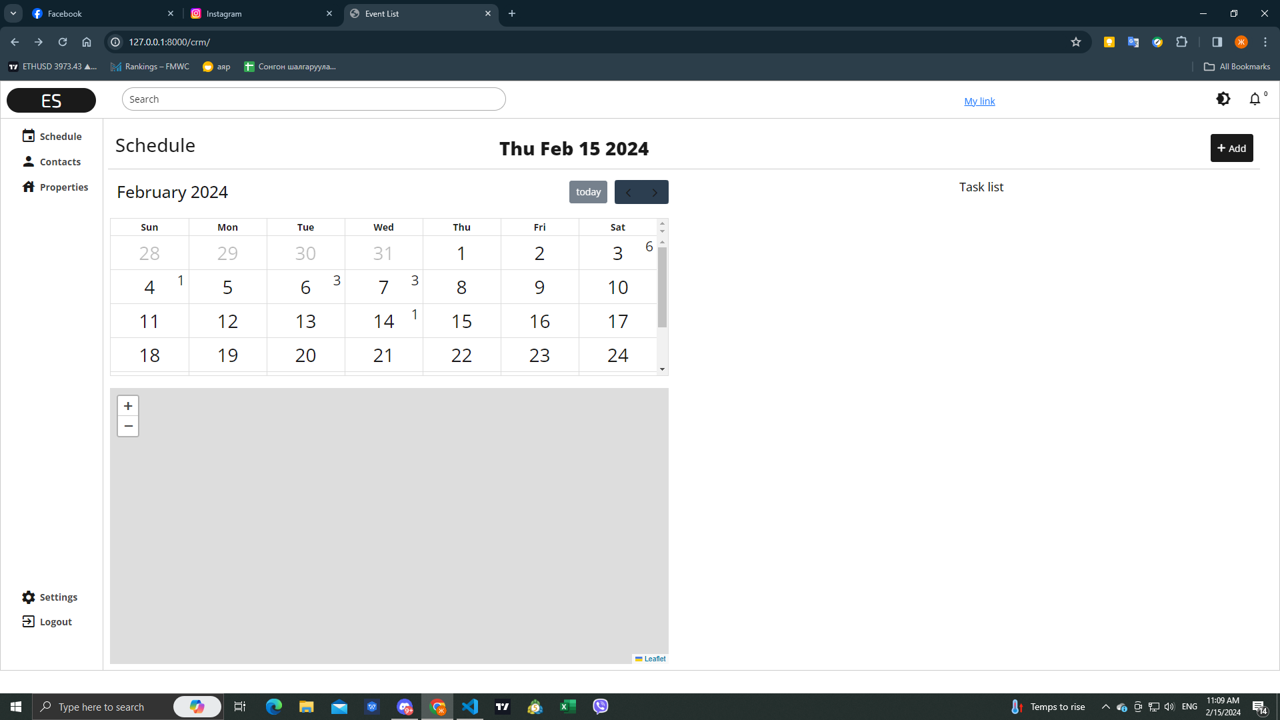 Facebook
Instagram
Event List
127.0.0.1:8000/crm/
ETHUSD 3973.43 ▲...
Rankings – FMWC
аяр
Сонгон шалгаруула...
All Bookmarks
ES
Search
My link
0
Schedule
Contacts
Properties
Settings
Logout
Schedule
Thu Feb 15 2024
+ Add
February 2024
today
Task list
Sun Mon Tue Wed Thu Fri Sat
28 29 30 31 1 2 3 6
4 1 5 6 3 7 3 8 9 10
11 12 13 14 1 15 16 17
18 19 20 21 22 23 24
+
−
Leaflet
Type here to search
Temps to rise
ENG
11:09 AM
2/15/2024
14
Ж